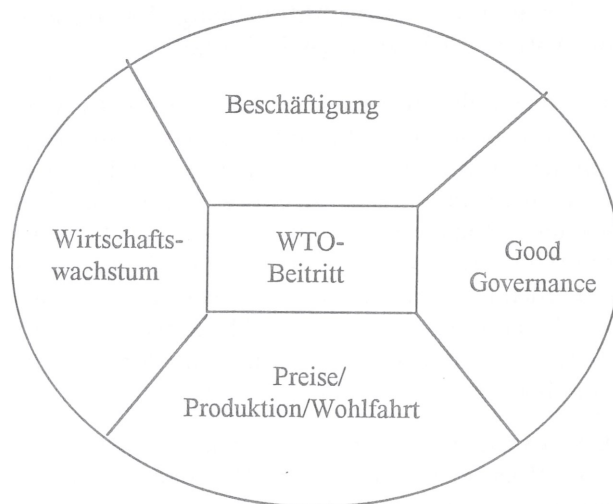 Beschäftigung
Wirtschafts-
wachstum
WTO-
Beitritt
Good
Governance
Preise/
Produktion/Wohlfahrt